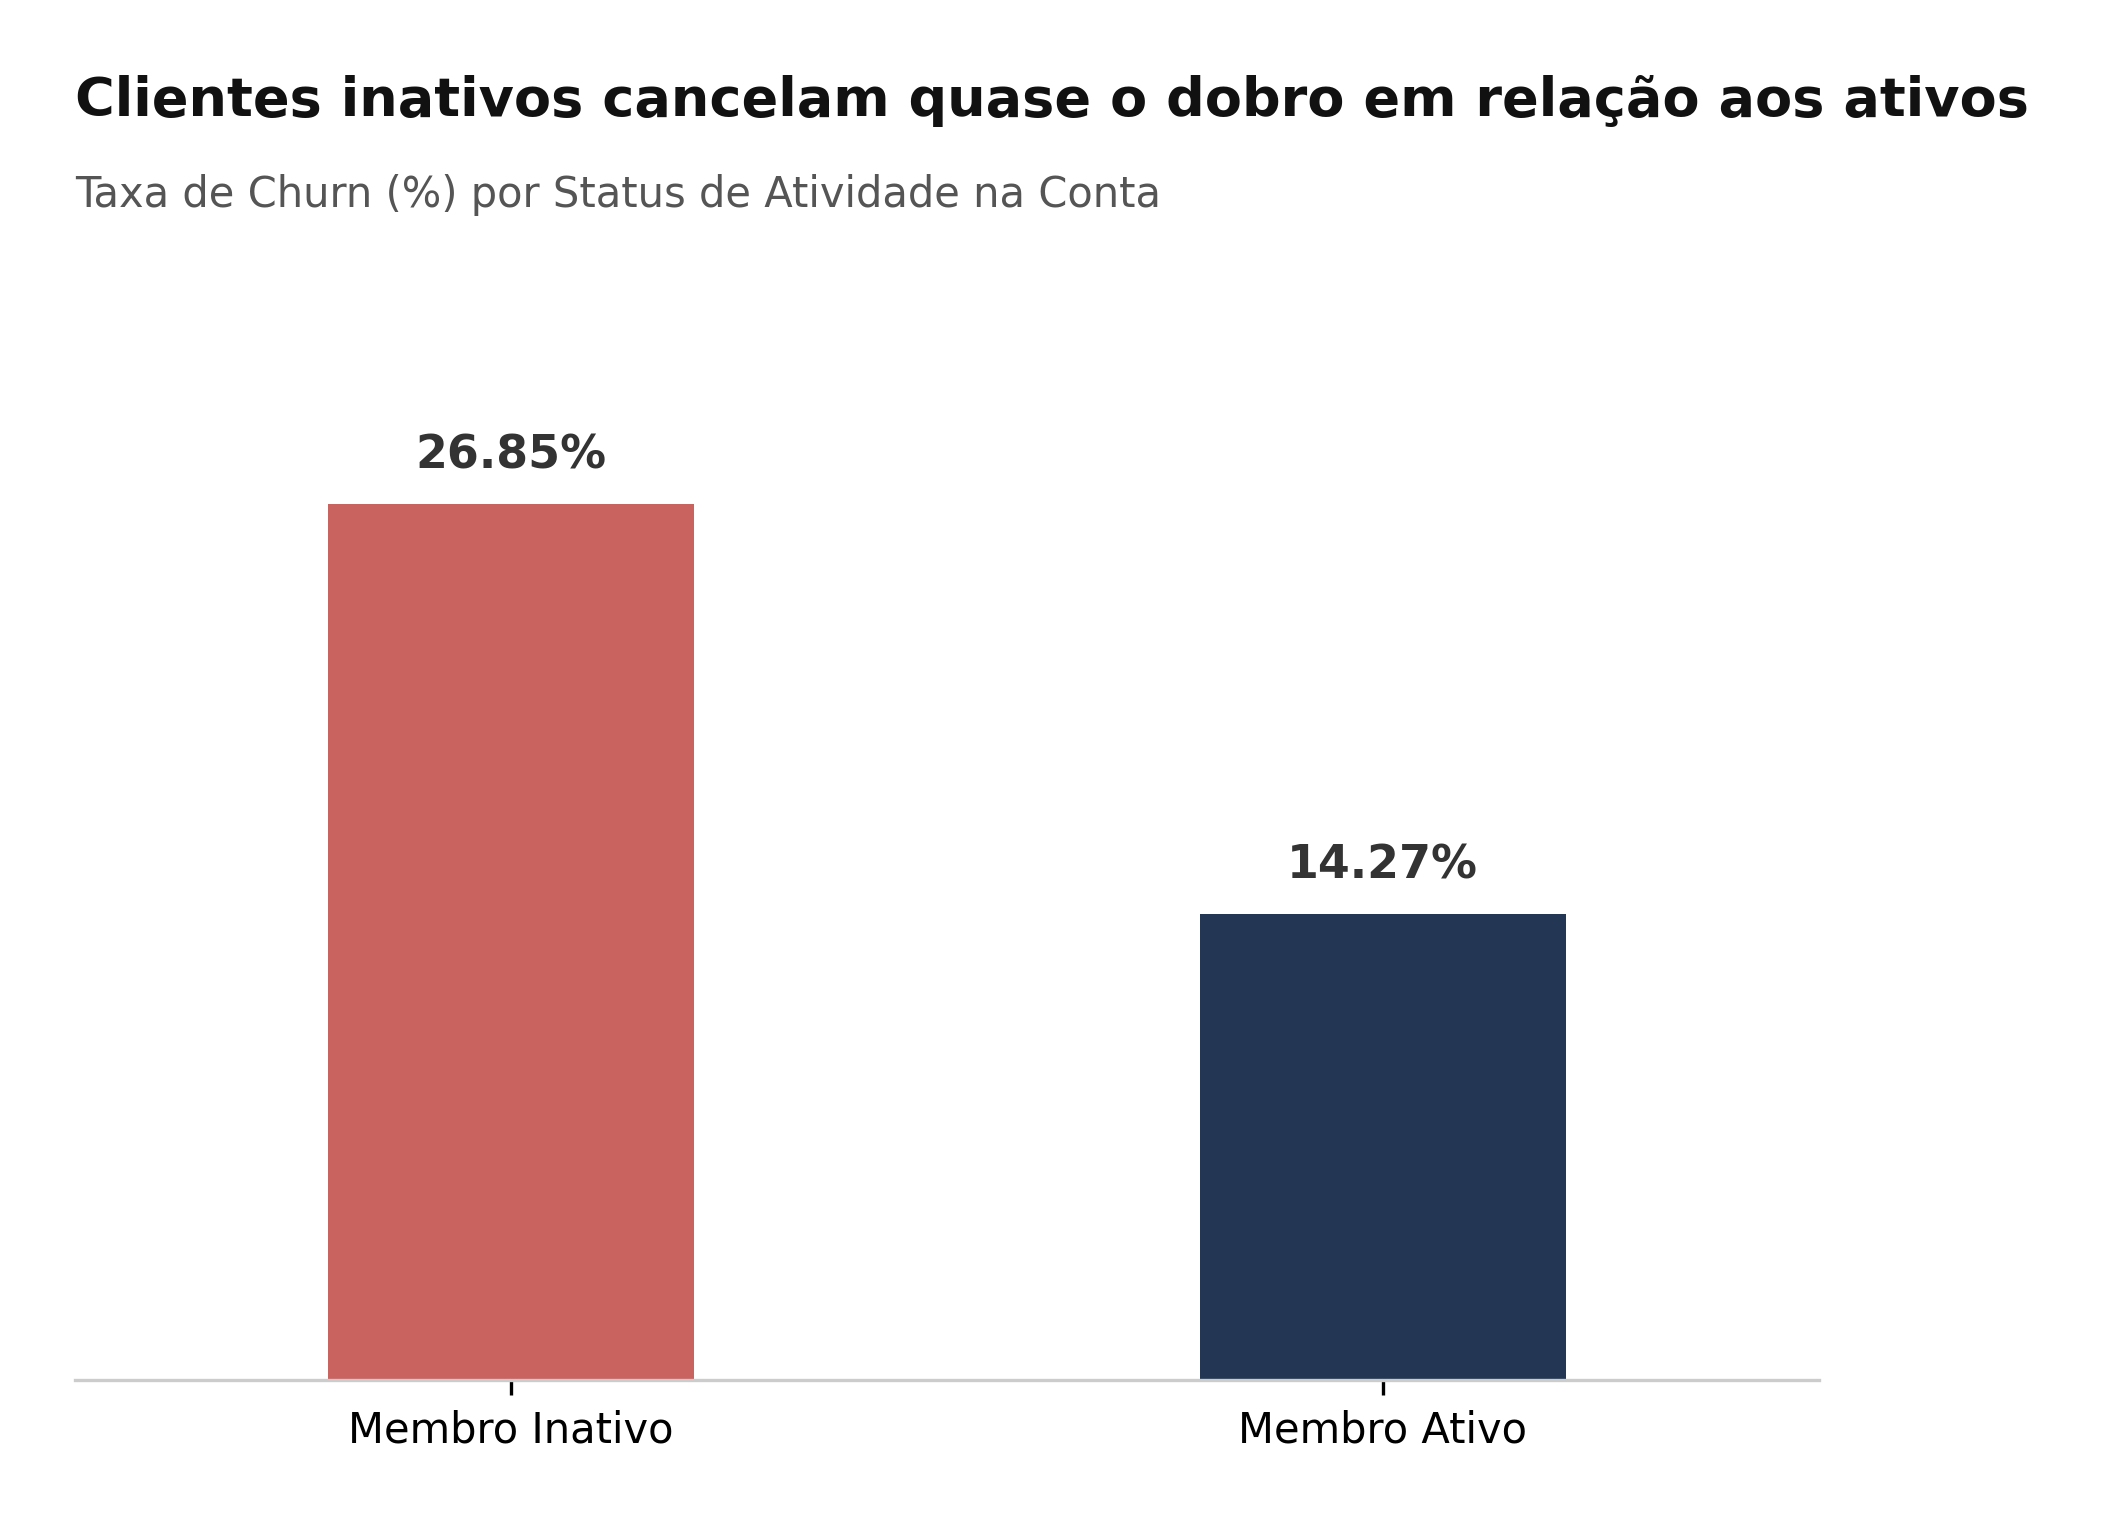 Clientes inativos cancelam quase o dobro em relação aos ativos
Taxa de Churn (%) por Status de Atividade na Conta
26.85%
14.27%
Membro Inativo
Membro Ativo